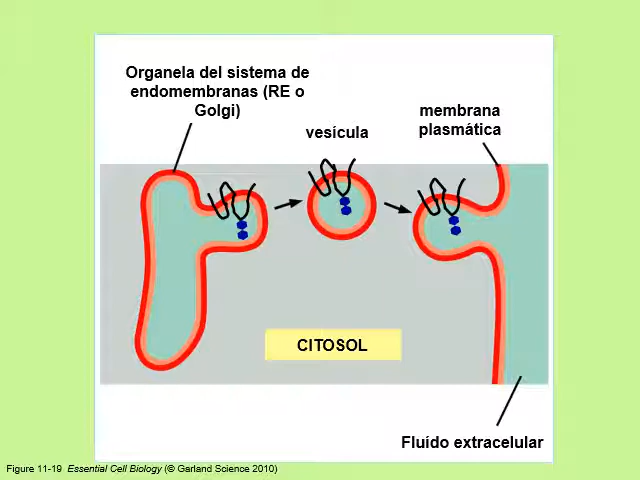 Organela del sistema de
endomembranas (RE o
Golgi)
vesícula
membrana
plasmática
CITOSOL
Fluído extracelular
Figure 11-19 Essential Cell Biology (© Garland Science 2010)